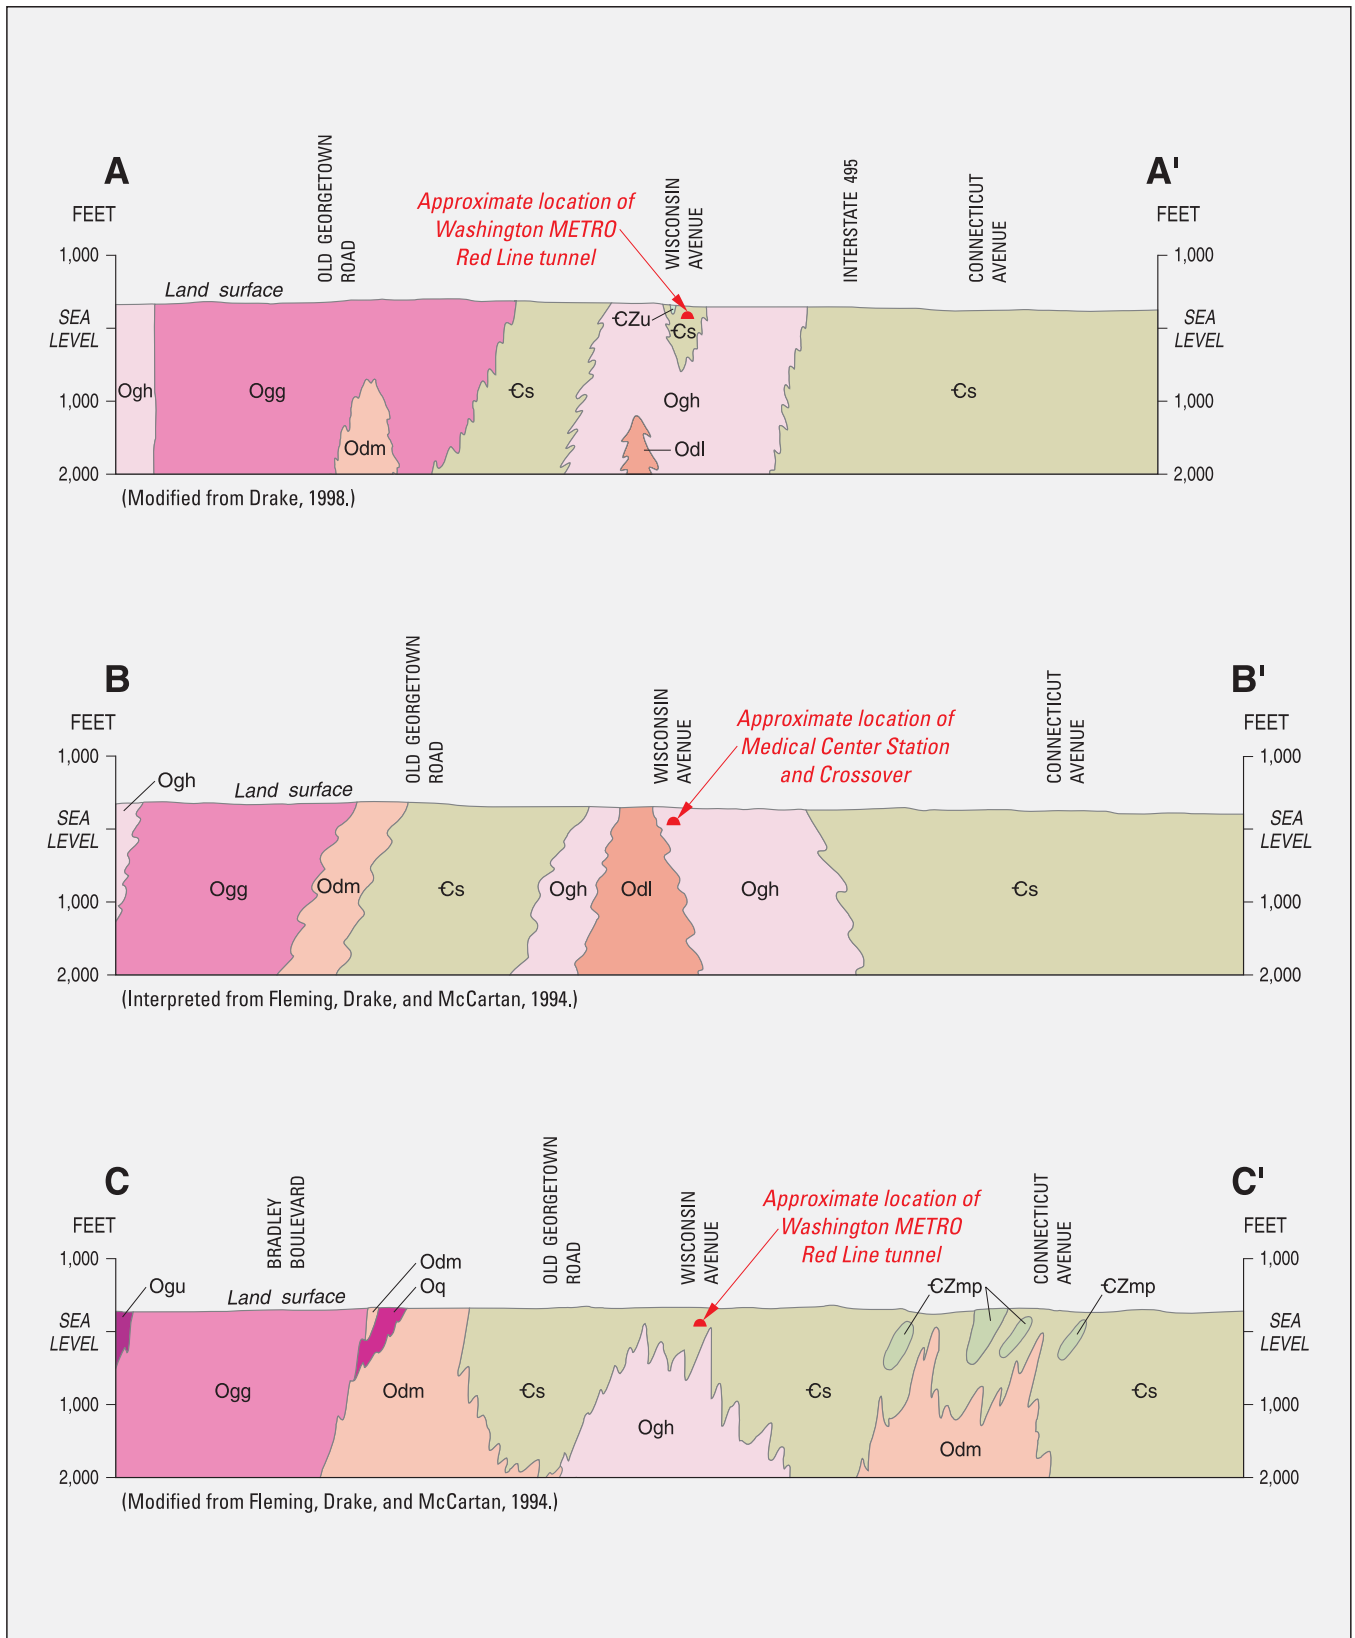 A
A'
FEET
FEET
OLD GEORGETOWN
ROAD
Approximate location of
Washington METRO
Red Line tunnel
WISCONSIN
AVENUE
INTERSTATE 495
CONNECTICUT
AVENUE
1,000
1,000
Land surface
SEA
LEVEL
SEA
LEVEL
ꞒZu
Ꞓs
Ogh
Ogg
Ꞓs
Ogh
Ꞓs
1,000
1,000
Odm
Odl
2,000
2,000
(Modified from Drake, 1998.)
B
B'
FEET
FEET
OLD GEORGETOWN
ROAD
WISCONSIN
AVENUE
Approximate location of
Medical Center Station
and Crossover
CONNECTICUT
AVENUE
1,000
1,000
Ogh
Land surface
SEA
LEVEL
SEA
LEVEL
Ogg
Odm
Ꞓs
Ogh
Odl
Ogh
Ꞓs
1,000
1,000
2,000
2,000
(Interpreted from Fleming, Drake, and McCartan, 1994.)
C
C'
FEET
FEET
BRADLEY
BOULEVARD
OLD GEORGETOWN
ROAD
WISCONSIN
AVENUE
Approximate location of
Washington METRO
Red Line tunnel
CONNECTICUT
AVENUE
1,000
1,000
Odm
Ogu
Oq
ꞒZmp
ꞒZmp
Land surface
SEA
LEVEL
SEA
LEVEL
Ogg
Odm
Ꞓs
Ꞓs
Ꞓs
1,000
1,000
Ogh
Odm
2,000
2,000
(Modified from Fleming, Drake, and McCartan, 1994.)